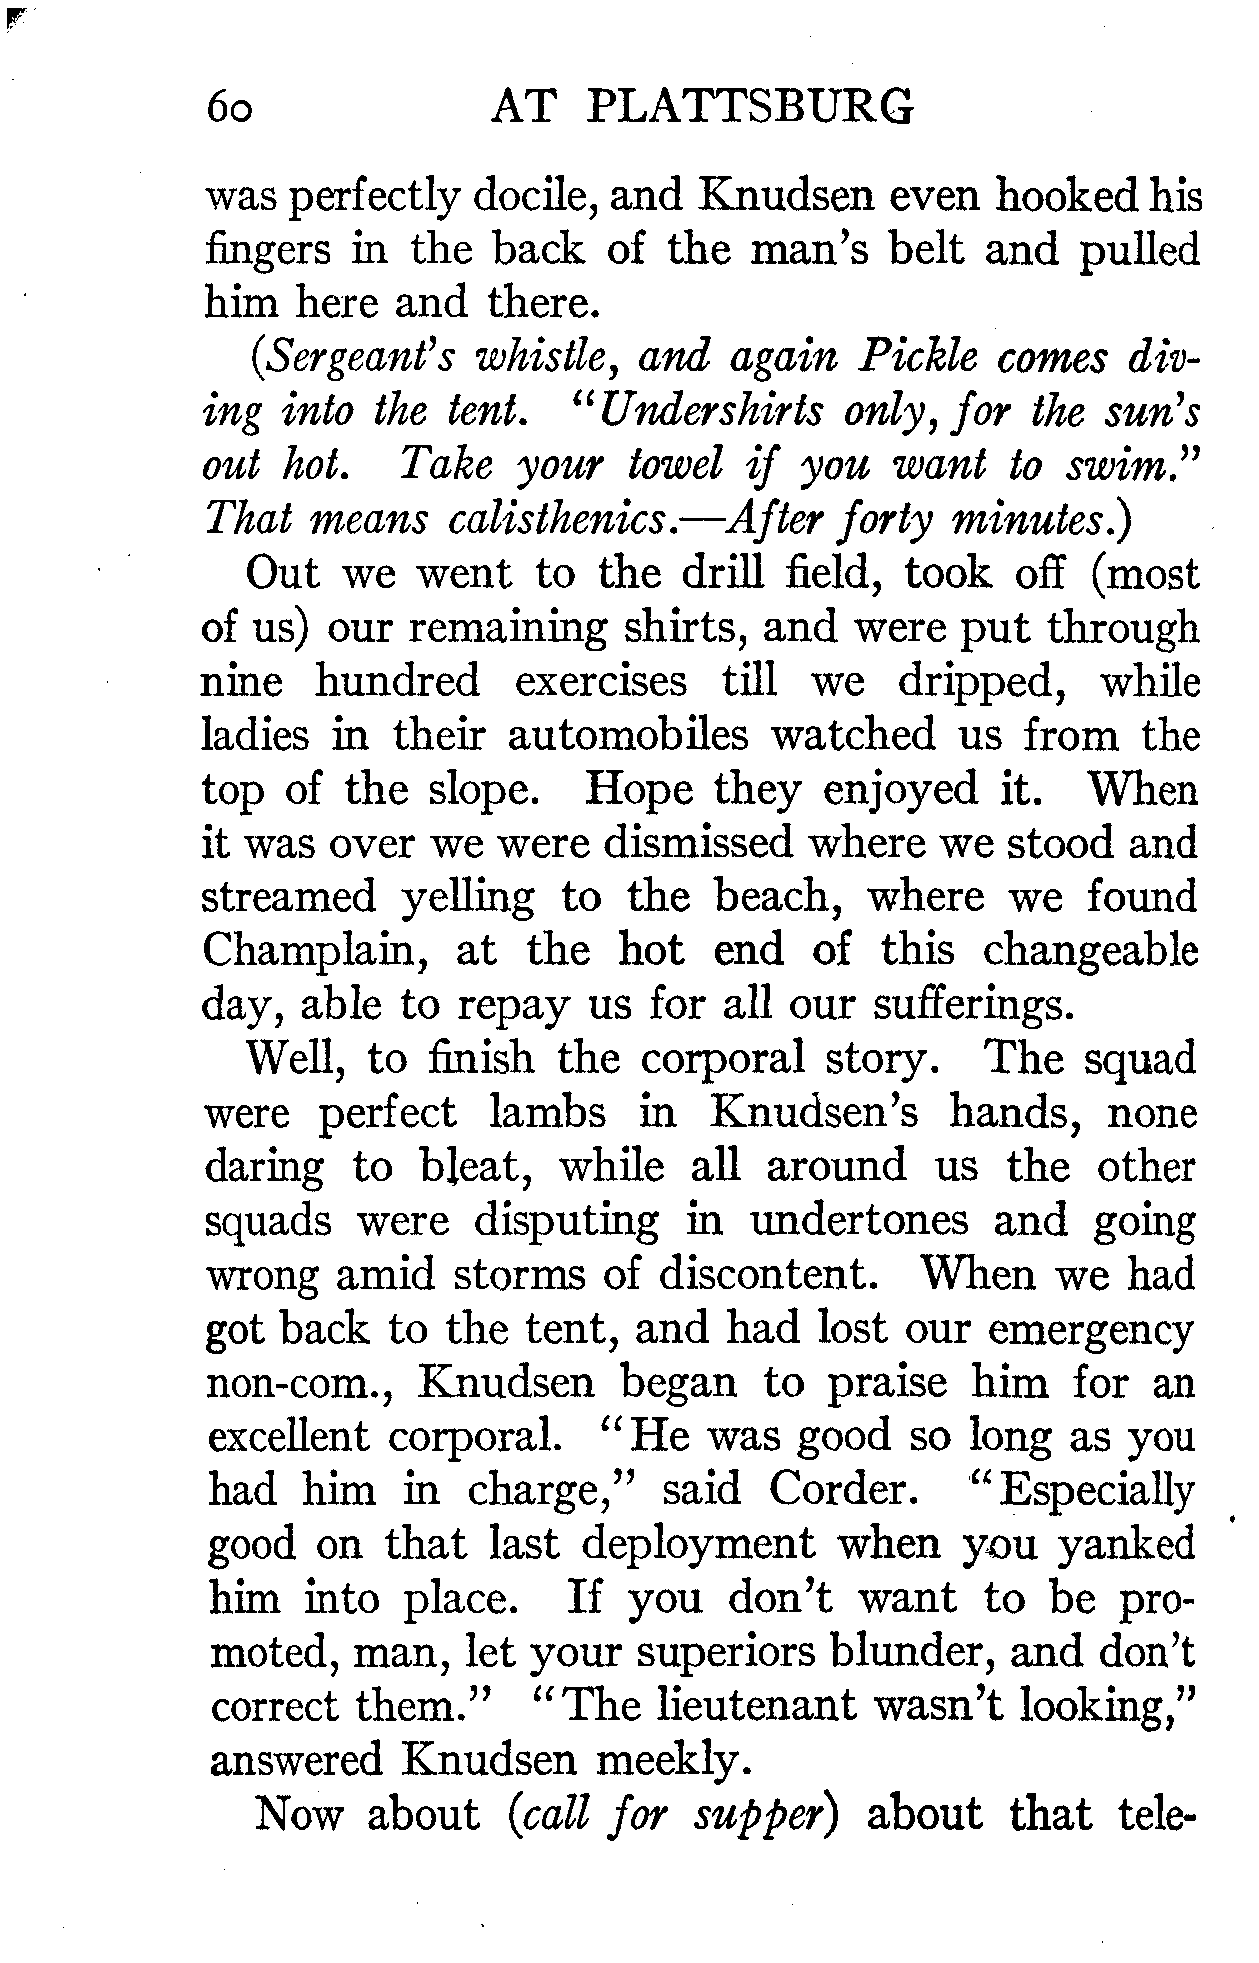 60 AT PLATTSBURG
was perfectly docile, and Knudsen even hooked his
fingers in the back of the man's belt and pulled
him here and there.
(Sergeant's whistle, and again Pickle comes div-
ing into the tent. "Undershirts only, for the sun's
out hot. Take your towel if you want to swim."
That means calisthenics.—After forty minutes.)
Out we went to the drill field, took off (most
of us) our remaining shirts, and were put through
nine hundred exercises till we dripped, while
ladies in their automobiles watched us from the
top of the slope. Hope they enjoyed it. When
it was over we were dismissed where we stood and
streamed yelling to the beach, where we found
Champlain, at the hot end of this changeable
day, able to repay us for all our sufferings.
Well, to finish the corporal story. The squad
were perfect lambs in Knudsen's hands, none
daring to bleat, while all around us the other
squads were disputing in undertones and going
wrong amid storms of discontent. When we had
got back to the tent, and had lost our emergency
non-com., Knudsen began to praise him for an
excellent corporal. "He was good so long as you
had him in charge," said Corder. "Especially
good on that last deployment when you yanked
him into place. If you don't want to be pro-
moted, man, let your superiors blunder, and don't
correct them." "The lieutenant wasn't looking,"
answered Knudsen meekly.
Now about (call for supper) about that tele-